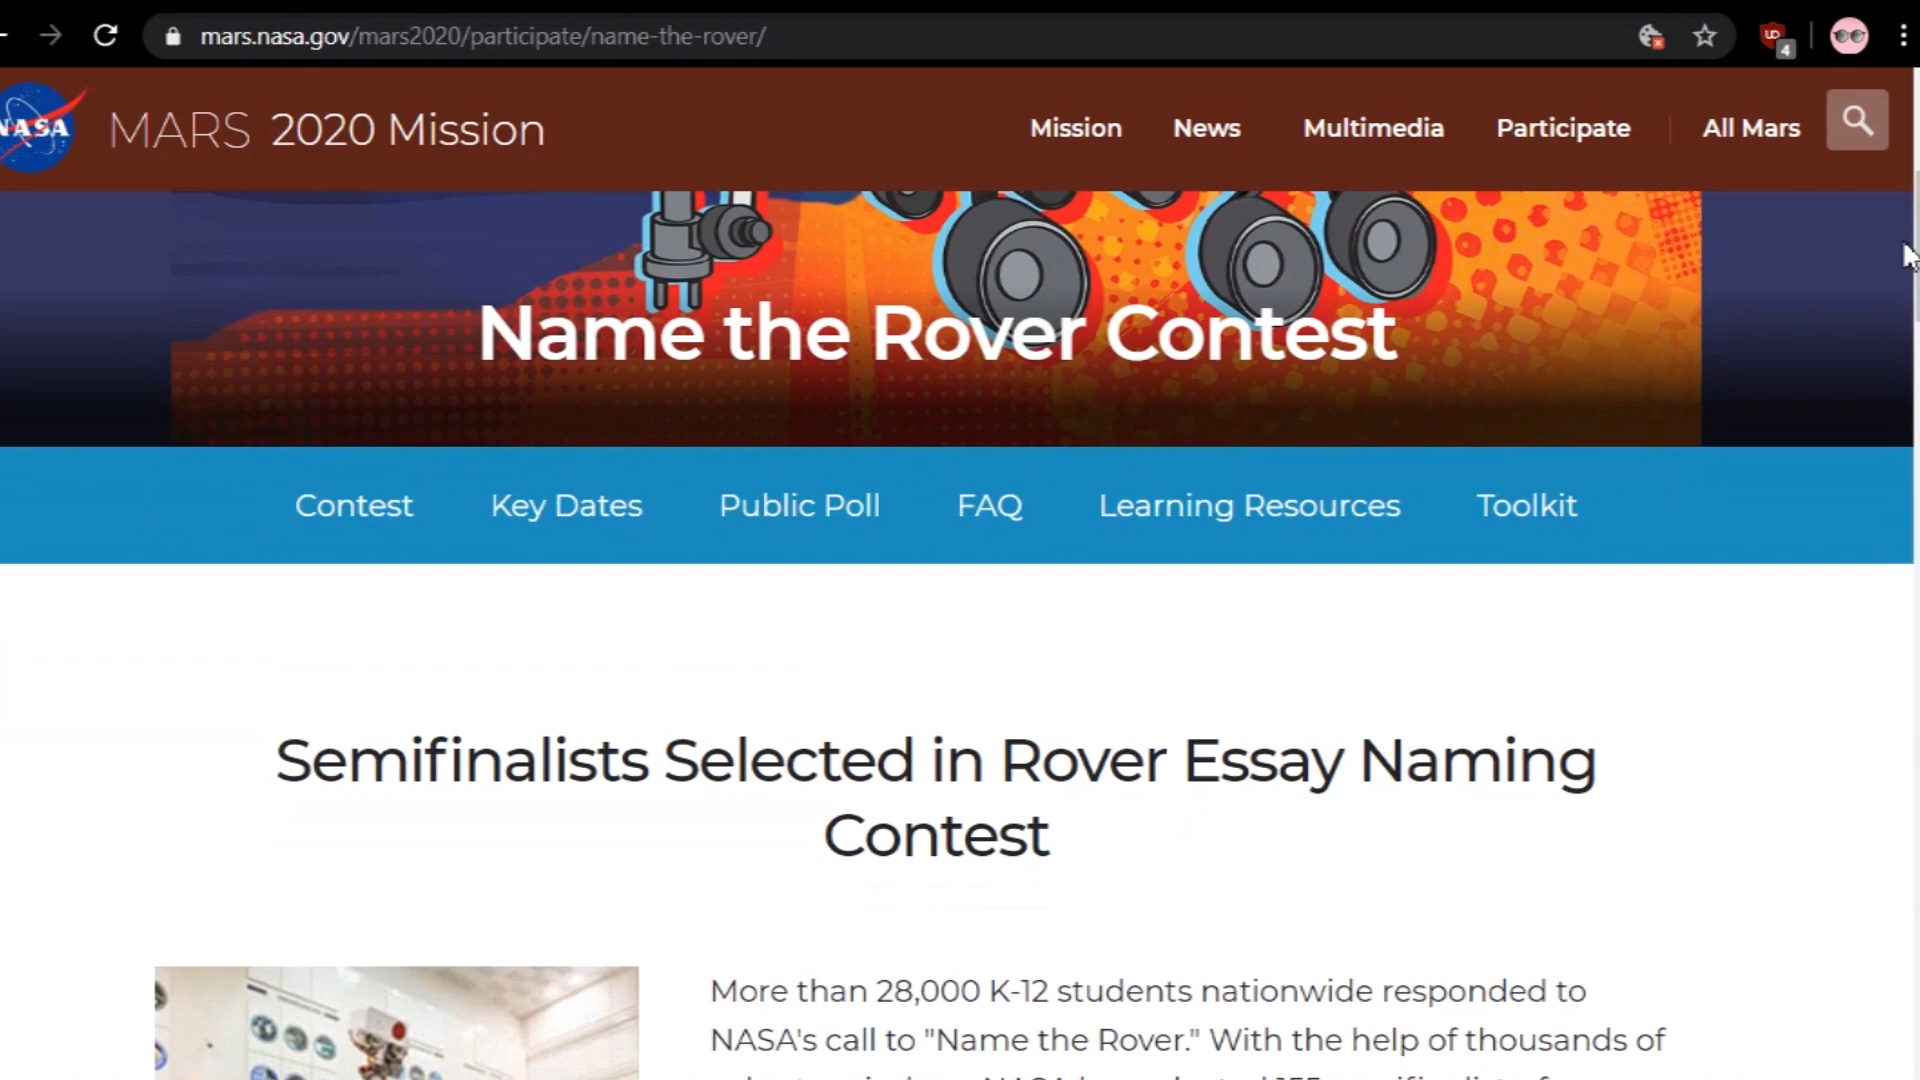 mars.nasa.gov/mars2020/participate/name-the-rover/
4
NASA
MARS 2020 Mission
Mission
News
Multimedia
Participate
All Mars
Name the Rover Contest
Contest
Key Dates
Public Poll
FAQ
Learning Resources
Toolkit
Semifinalists Selected in Rover Essay Naming
Contest
More than 28,000 K-12 students nationwide responded to
NASA's call to "Name the Rover." With the help of thousands of